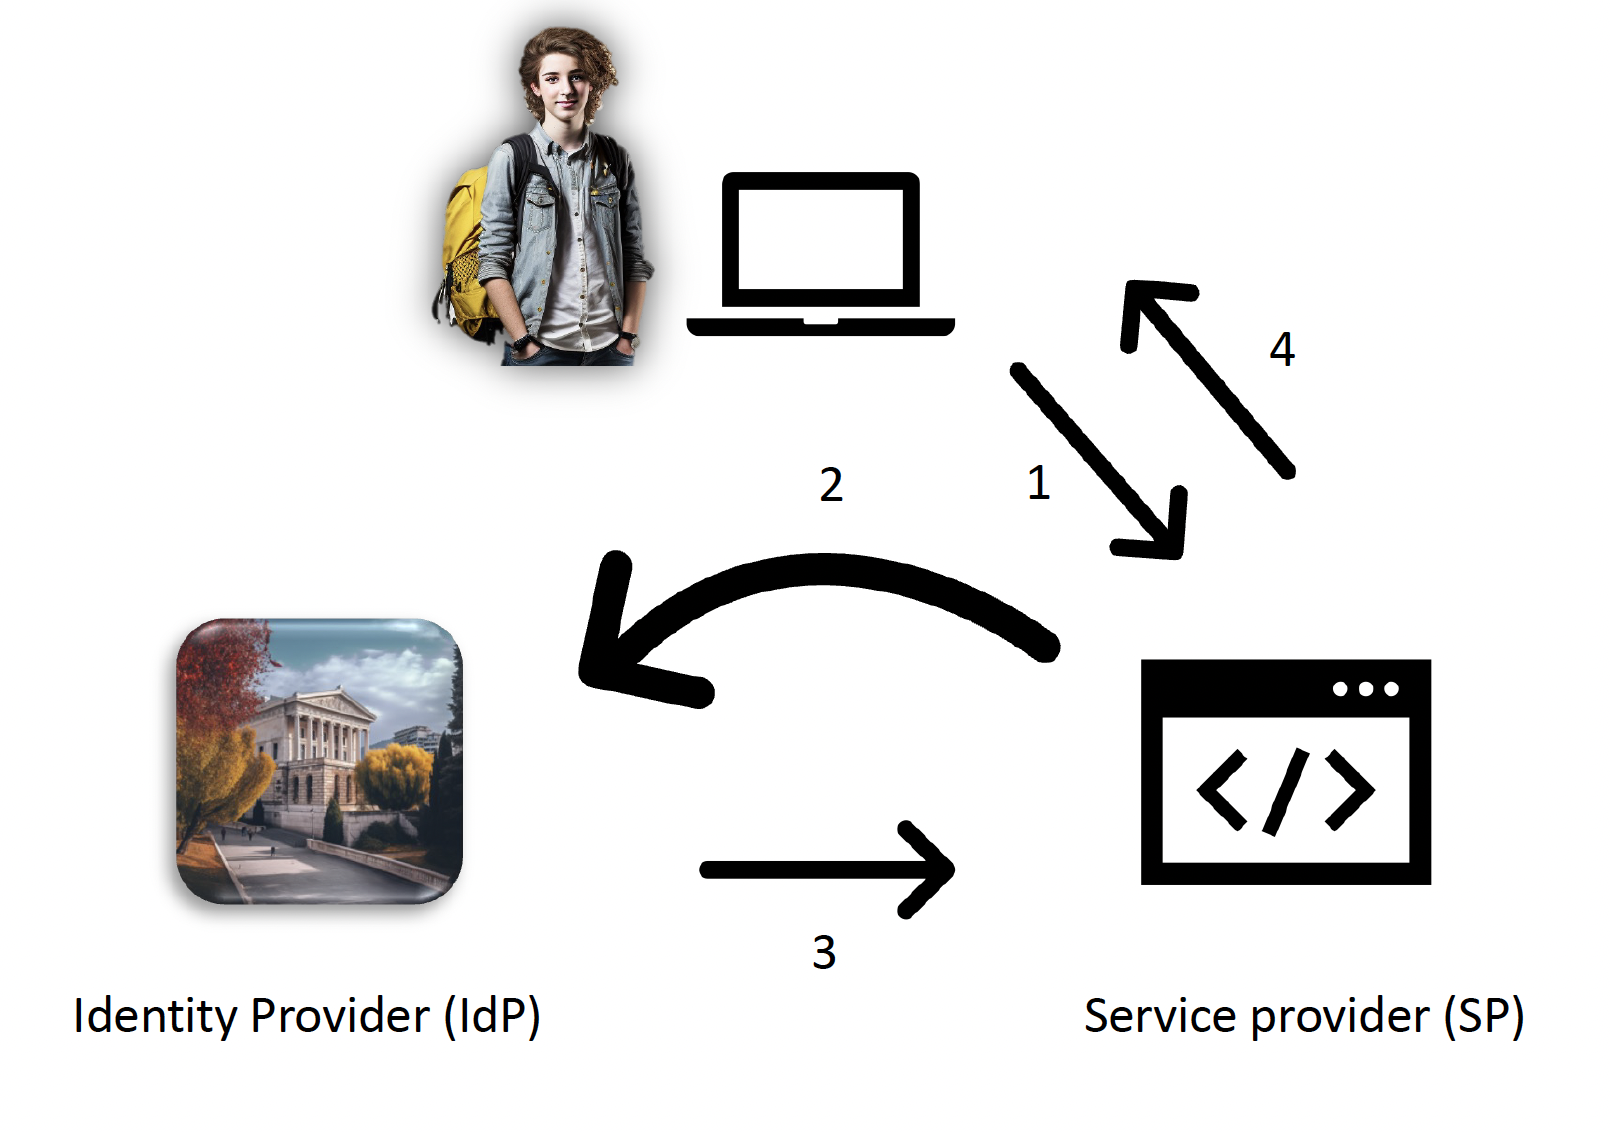 4
1
2
3
Identity Provider (IdP)
Service provider (SP)